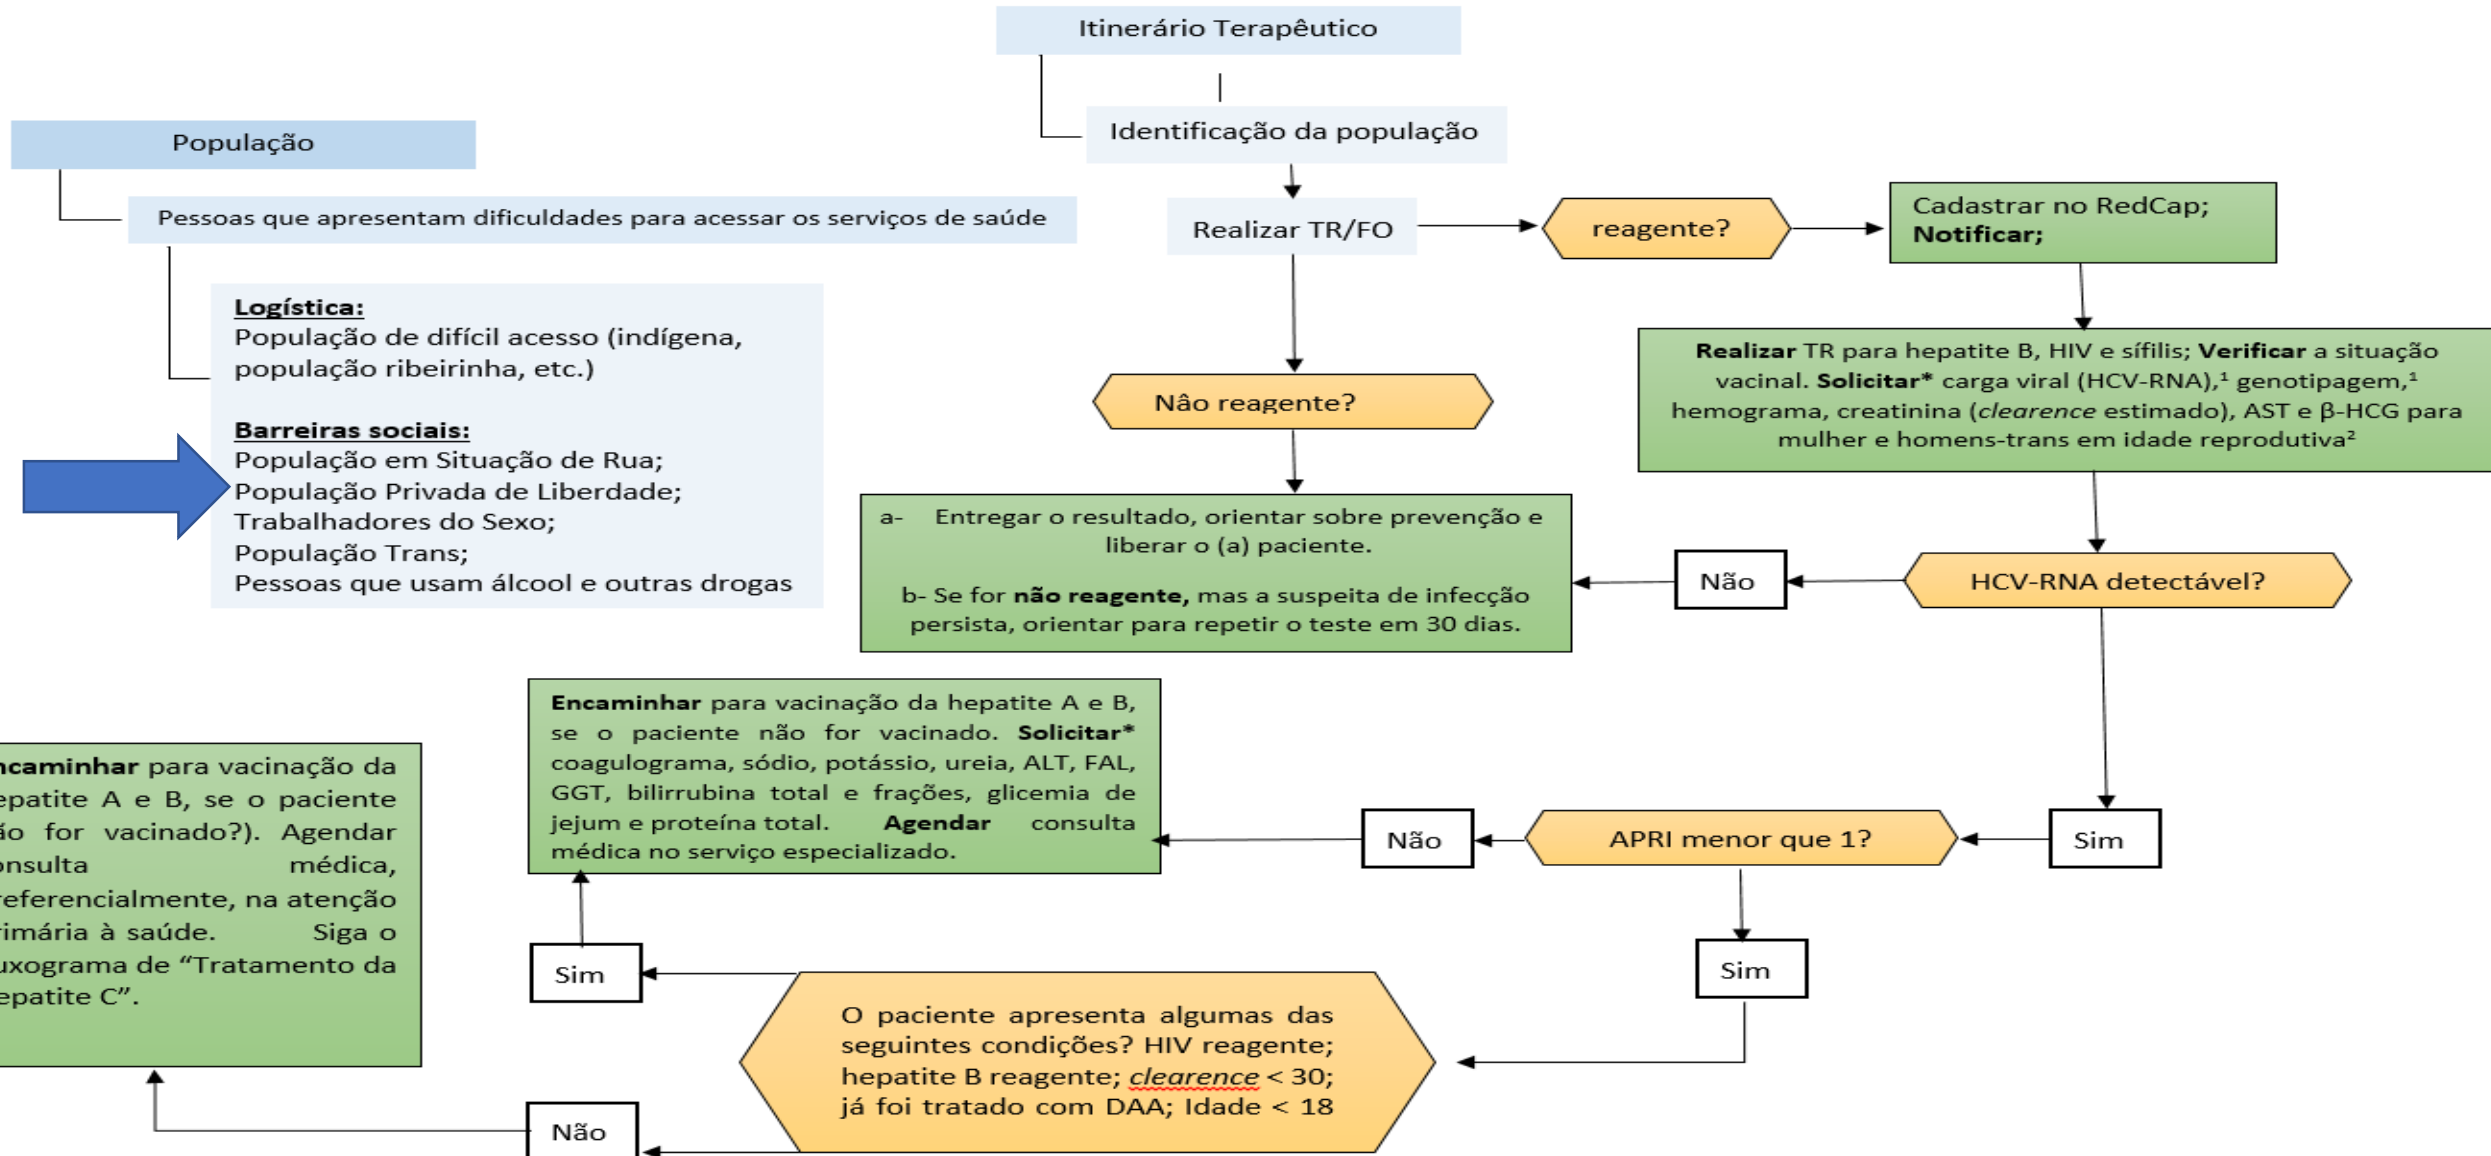 Itinerário Terapêutico
Identificação da população
População
Pessoas que apresentam dificuldades para acessar os serviços de saúde
Logística:
População de difícil acesso (indígena,
população ribeirinha, etc.)
Barreiras sociais:
População em Situação de Rua;
População Privada de Liberdade;
Trabalhadores do Sexo;
População Trans;
Pessoas que usam álcool e outras drogas
Realizar TR/FO
reagente?
Cadastrar no RedCap;
Notificar;
Realizar TR para hepatite B, HIV e sífilis; Verificar a situação
vacinal. Solicitar* carga viral (HCV-RNA),¹ genotipagem,¹
hemograma, creatinina (clearence estimado), AST e β-HCG para
mulher e homens-trans em idade reprodutiva²
Nâo reagente?
a- Entregar o resultado, orientar sobre prevenção e
liberar o (a) paciente.
b- Se for não reagente, mas a suspeita de infecção
persista, orientar para repetir o teste em 30 dias.
Não
HCV-RNA detectável?
Encaminhar para vacinação da hepatite A e B,
se o paciente não for vacinado. Solicitar*
coagulograma, sódio, potássio, ureia, ALT, FAL,
GGT, bilirrubina total e frações, glicemia de
jejum e proteína total. Agendar consulta
médica no serviço especializado.
Não
APRI menor que 1?
Sim
ncaminhar para vacinação da
epatite A e B, se o paciente
ão for vacinado?). Agendar
onsulta médica,
referencialmente, na atenção
rimária à saúde. Siga o
uxograma de “Tratamento da
epatite C”.
Sim
Sim
O paciente apresenta algumas das
seguintes condições? HIV reagente;
hepatite B reagente; clearence < 30;
já foi tratado com DAA; Idade < 18
Não